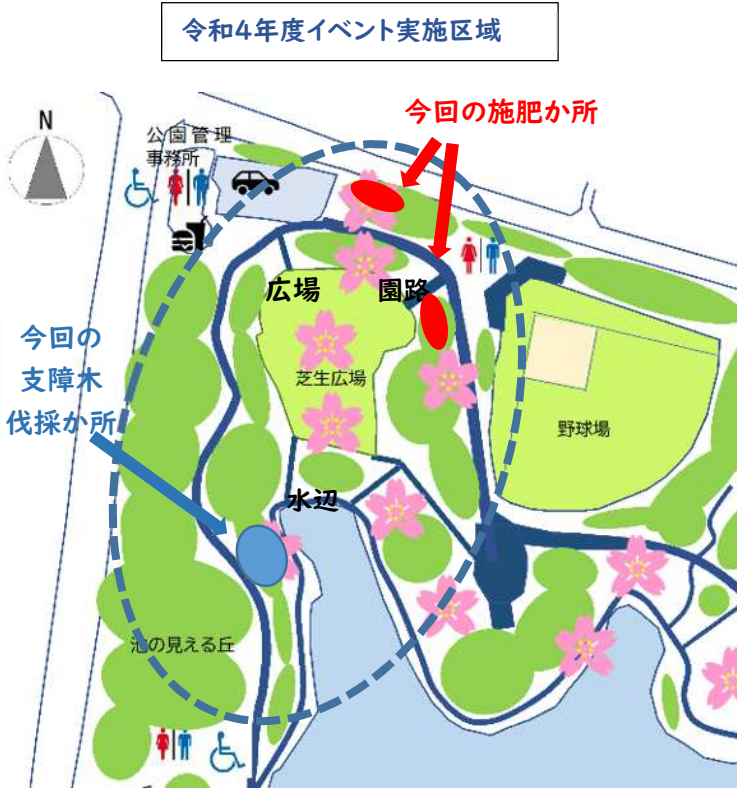 令和4年度イベント実施区域
今回の施肥か所
N
公園管理
事務所
広場
園路
今回の
支障木
伐採か所
芝生広場
野球場
水辺
池の見える丘